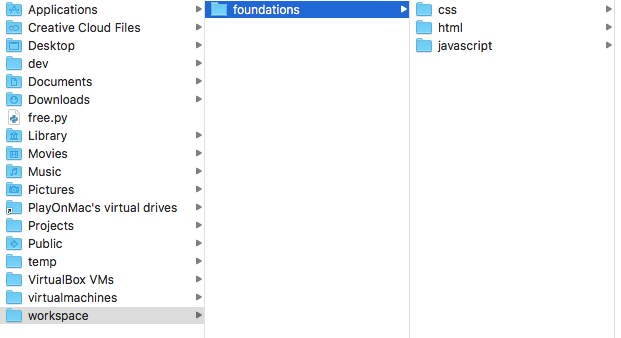 Applications
Creative Cloud Files
Desktop
dev
Documents
Downloads
free.py
Library
Movies
Music
Pictures
PlayOnMac's virtual drives
Projects
Public
temp
VirtualBox VMs
virtualmachines
workspace
foundations
css
html
javascript